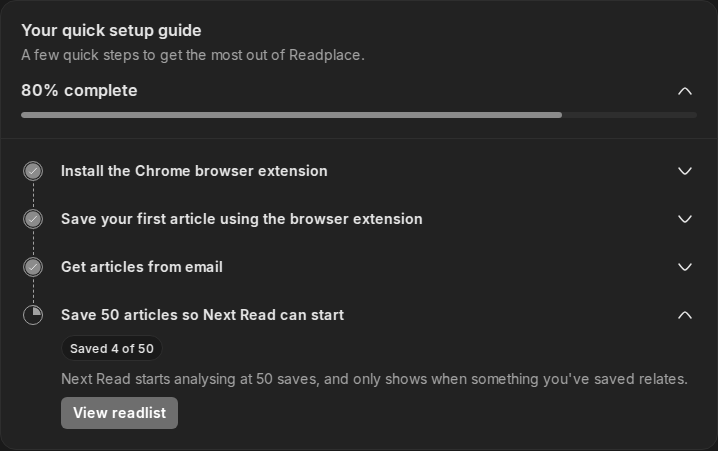 Your quick setup guide
A few quick steps to get the most out of Readplace.
80% complete
Install the Chrome browser extension
Save your first article using the browser extension
Get articles from email
Save 50 articles so Next Read can start
Saved 4 of 50
Next Read starts analysing at 50 saves, and only shows when something you've saved relates.
View readlist